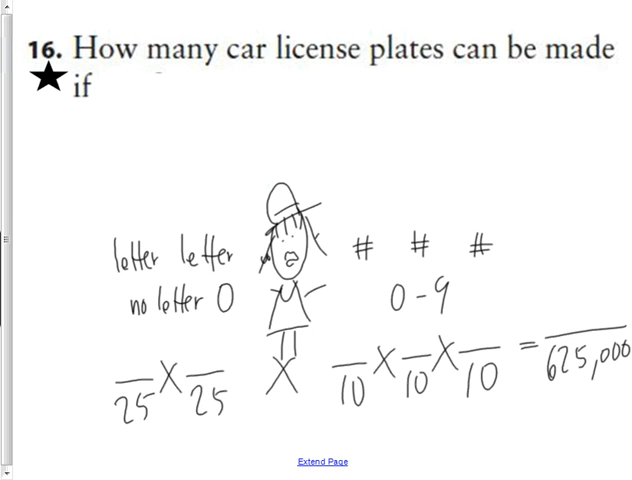 16. How many car license plates can be made
if
letter letter # # #
no letter O 0-9
25 X 25 X 10 X 10 X 10 = 625,000
Extend Page